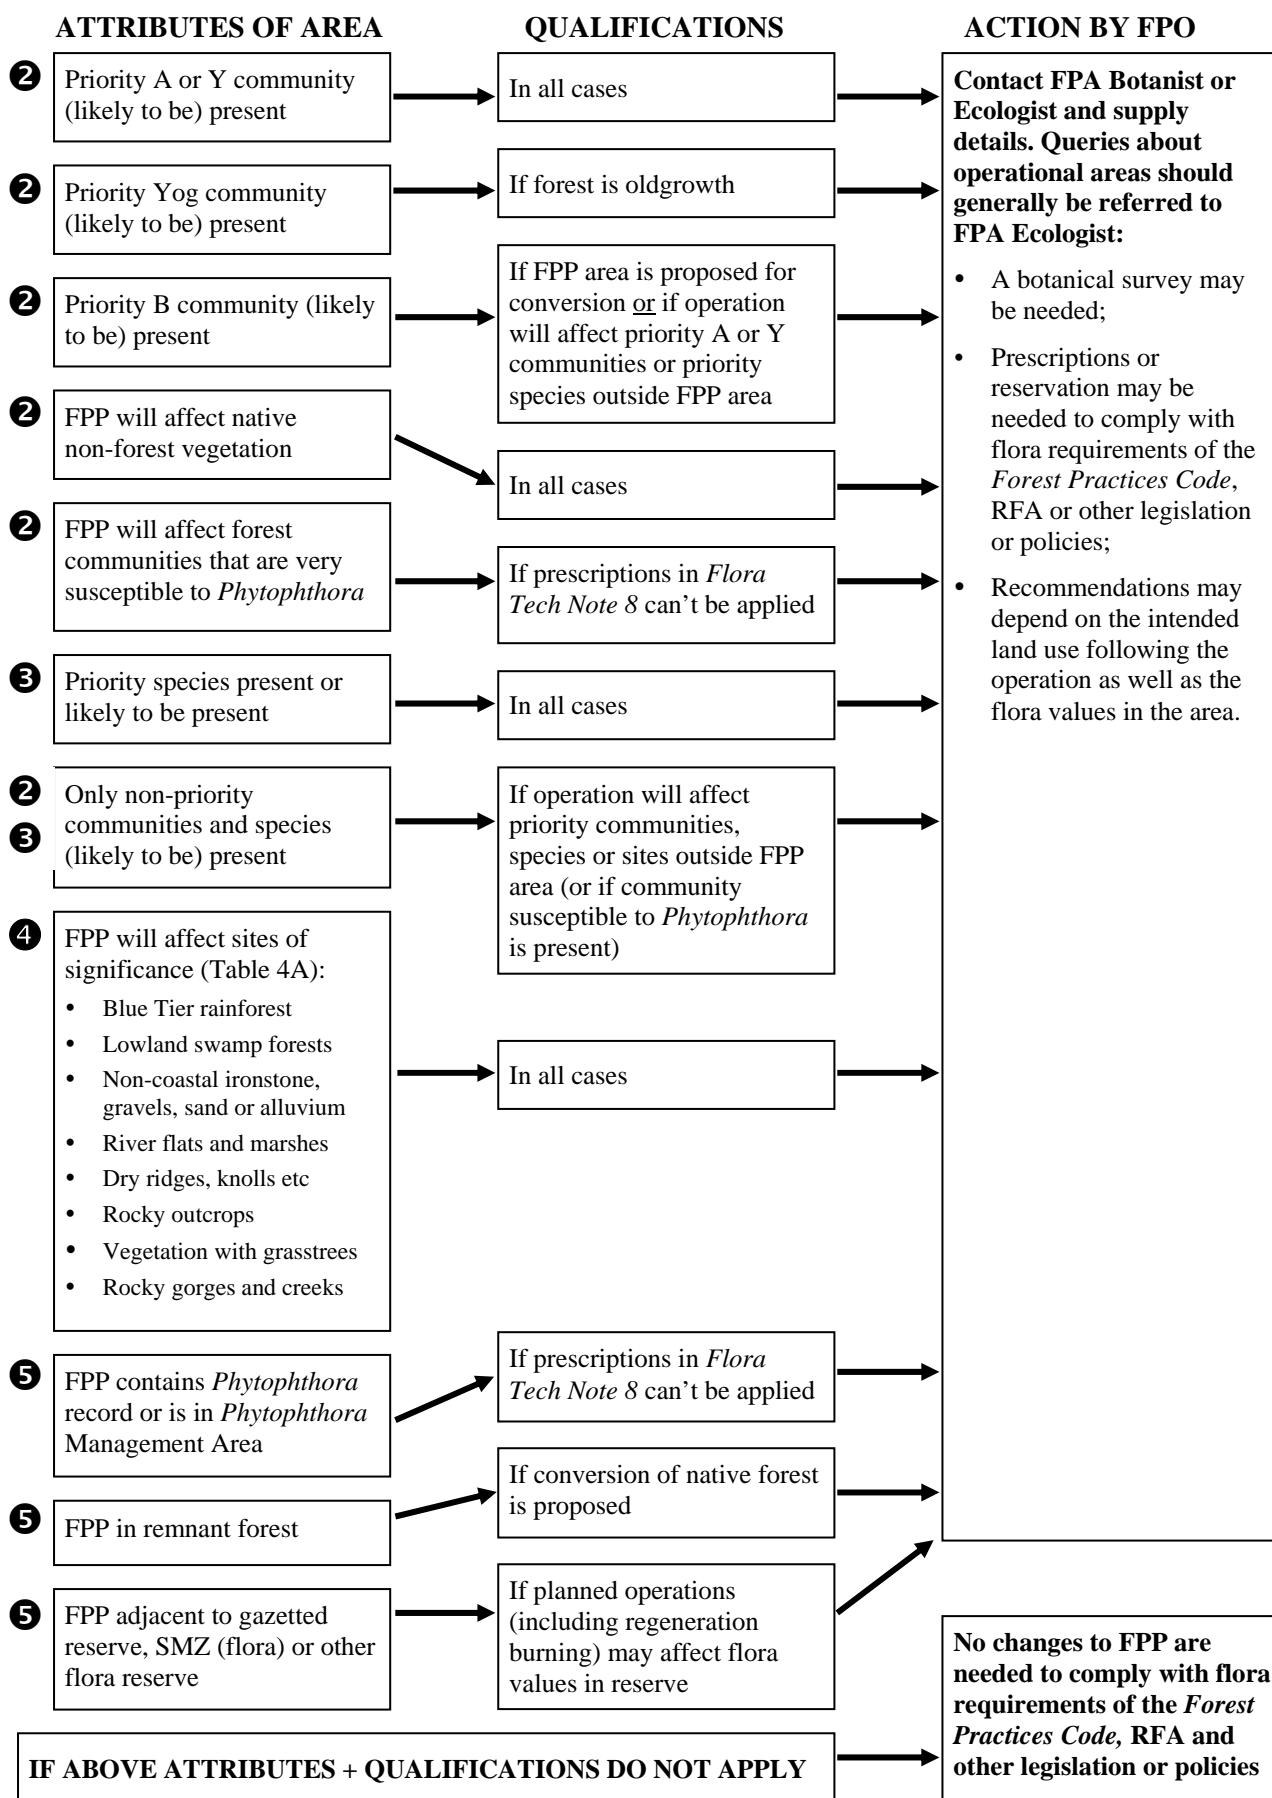 ATTRIBUTES OF AREA
QUALIFICATIONS
ACTION BY FPO
❷
Priority A or Y community
(likely to be) present
In all cases
❷
Priority Yog community
(likely to be) present
If forest is oldgrowth
❷
Priority B community (likely
to be) present
If FPP area is proposed for
conversion or if operation
will affect priority A or Y
communities or priority
species outside FPP area
❷
FPP will affect native
non-forest vegetation
In all cases
❷
FPP will affect forest
communities that are very
susceptible to Phytophthora
If prescriptions in Flora
Tech Note 8 can’t be applied
❸
Priority species present or
likely to be present
In all cases
❷
❸
Only non-priority
communities and species
(likely to be) present
If operation will affect
priority communities,
species or sites outside FPP
area (or if community
susceptible to Phytophthora
is present)
❹
FPP will affect sites of
significance (Table 4A):
• Blue Tier rainforest
• Lowland swamp forests
• Non-coastal ironstone,
gravels, sand or alluvium
• River flats and marshes
• Dry ridges, knolls etc
• Rocky outcrops
• Vegetation with grasstrees
• Rocky gorges and creeks
In all cases
❺
FPP contains Phytophthora
record or is in Phytophthora
Management Area
If prescriptions in Flora
Tech Note 8 can’t be applied
❺
FPP in remnant forest
If conversion of native forest
is proposed
❺
FPP adjacent to gazetted
reserve, SMZ (flora) or other
flora reserve
If planned operations
(including regeneration
burning) may affect flora
values in reserve
Contact FPA Botanist or
Ecologist and supply
details. Queries about
operational areas should
generally be referred to
FPA Ecologist:
• A botanical survey may
be needed;
• Prescriptions or
reservation may be
needed to comply with
flora requirements of the
Forest Practices Code,
RFA or other legislation
or policies;
• Recommendations may
depend on the intended
land use following the
operation as well as the
flora values in the area.
IF ABOVE ATTRIBUTES + QUALIFICATIONS DO NOT APPLY
No changes to FPP are
needed to comply with flora
requirements of the Forest
Practices Code, RFA and
other legislation or policies